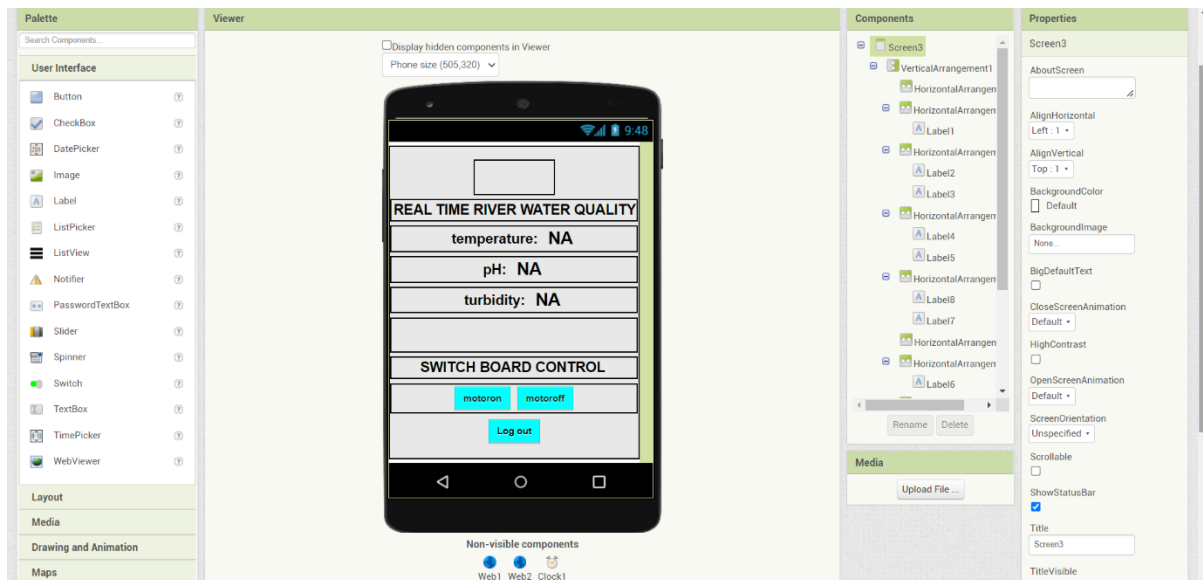 Palette
Search Components...
User Interface
Button
CheckBox
DatePicker
Image
Label
ListPicker
ListView
Notifier
PasswordTextBox
Slider
Spinner
Switch
TextBox
TimePicker
WebViewer
Layout
Media
Drawing and Animation
Maps
Viewer
Display hidden components in Viewer
Phone size (505,320)
9:48
REAL TIME RIVER WATER QUALITY
temperature: NA
pH: NA
turbidity: NA
SWITCH BOARD CONTROL
motoron motoroff
Log out
Non-visible components
Web1 Web2 Clock1
Components
Screen3
VerticalArrangement1
HorizontalArrangen
HorizontalArrangen
Label1
HorizontalArrangen
Label2
Label3
HorizontalArrangen
Label4
Label5
HorizontalArrangen
Label8
Label7
HorizontalArrangen
HorizontalArrangen
Label6
Rename Delete
Media
Upload File ...
Properties
Screen3
AboutScreen
AlignHorizontal
Left : 1
AlignVertical
Top : 1
BackgroundColor
Default
BackgroundImage
None...
BigDefaultText
CloseScreenAnimation
Default
HighContrast
OpenScreenAnimation
Default
ScreenOrientation
Unspecified
Scrollable
ShowStatusBar
Title
Screen3
TitleVisible